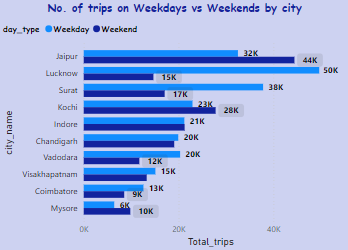 No. of trips on Weekdays vs Weekends by city
day_type Weekday Weekend
Jaipur 32K 44K
Lucknow 50K 15K
Surat 38K 17K
Kochi 23K 28K
Indore 21K
Chandigarh 20K
Vadodara 20K 12K
Visakhapatnam 15K
Coimbatore 13K 9K
Mysore 6K 10K
city_name
0K 20K 40K
Total_trips